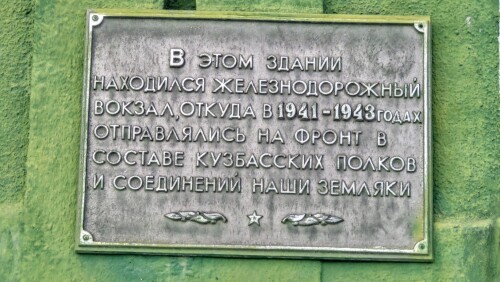 В ЭТОМ ЗДАНИИ
НАХОДИЛСЯ ЖЕЛЕЗНОДОРОЖНЫЙ
ВОКЗАЛ, ОТКУДА В 1941-1943 ГОДАХ
ОТПРАВЛЯЛИСЬ НА ФРОНТ В
СОСТАВЕ КУЗБАССКИХ ПОЛКОВ
И СОЕДИНЕНИЙ НАШИ ЗЕМЛЯКИ